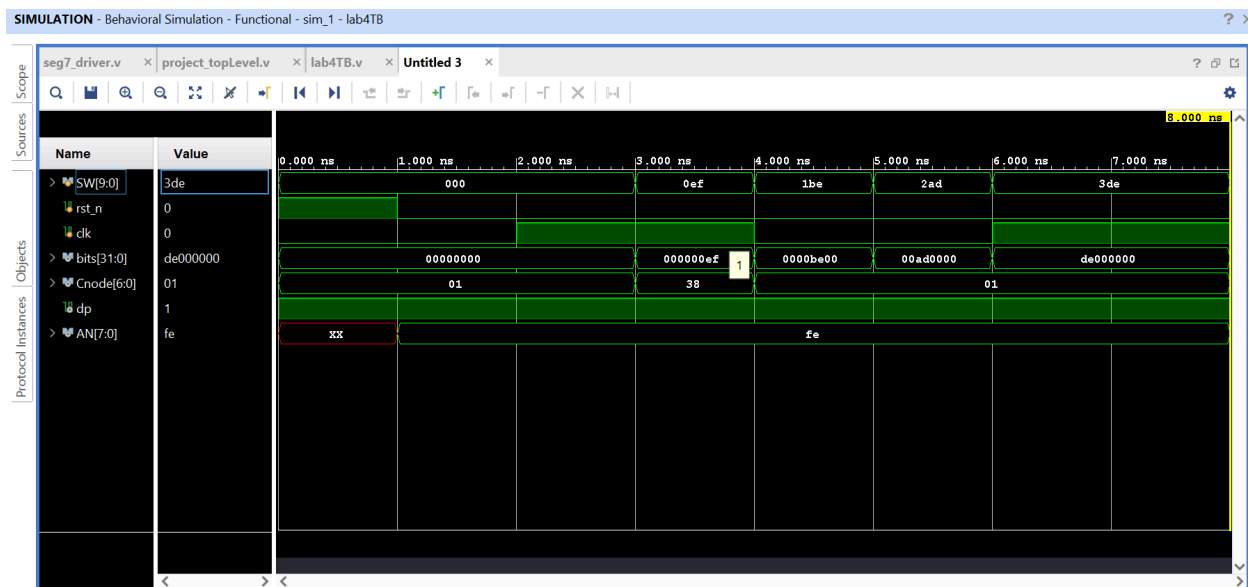 SIMULATION - Behavioral Simulation - Functional - sim_1 - lab4TB
?
seg7_driver.v × project_topLevel.v × lab4TB.v × Untitled 3 ×
?
Scope
Sources
Objects
Protocol Instances
8.000 ns
Name Value
0.000 ns 1.000 ns 2.000 ns 3.000 ns 4.000 ns 5.000 ns 6.000 ns 7.000 ns
SW[9:0] 3de 000 0ef 1be 2ad 3de
rst_n 0
clk 0
bits[31:0] de000000 00000000 000000ef 0000be00 00ad0000 de000000
1
Cnode[6:0] 01 01 38 01
dp 1
AN[7:0] fe XX fe